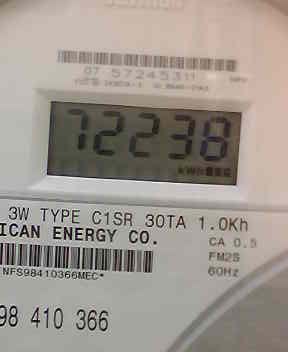 07 57245311
72238
kWh
3W TYPE C1SR 30TA 1.0Kh
ICAN ENERGY CO.
CA 0.5
FM2S
60Hz
NFS98410366MEC*
98 410 366